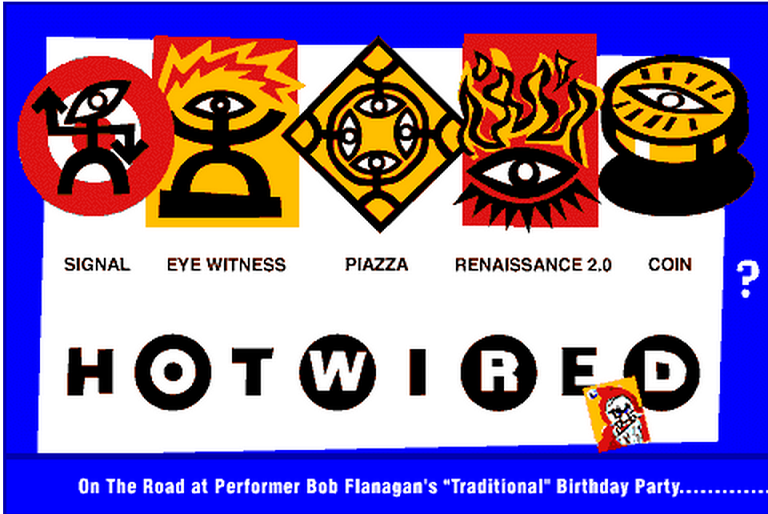 SIGNAL EYE WITNESS PIAZZA RENAISSANCE 2.0 COIN
?
HOTWIRED
On The Road at Performer Bob Flanagan's "Traditional" Birthday Party.............